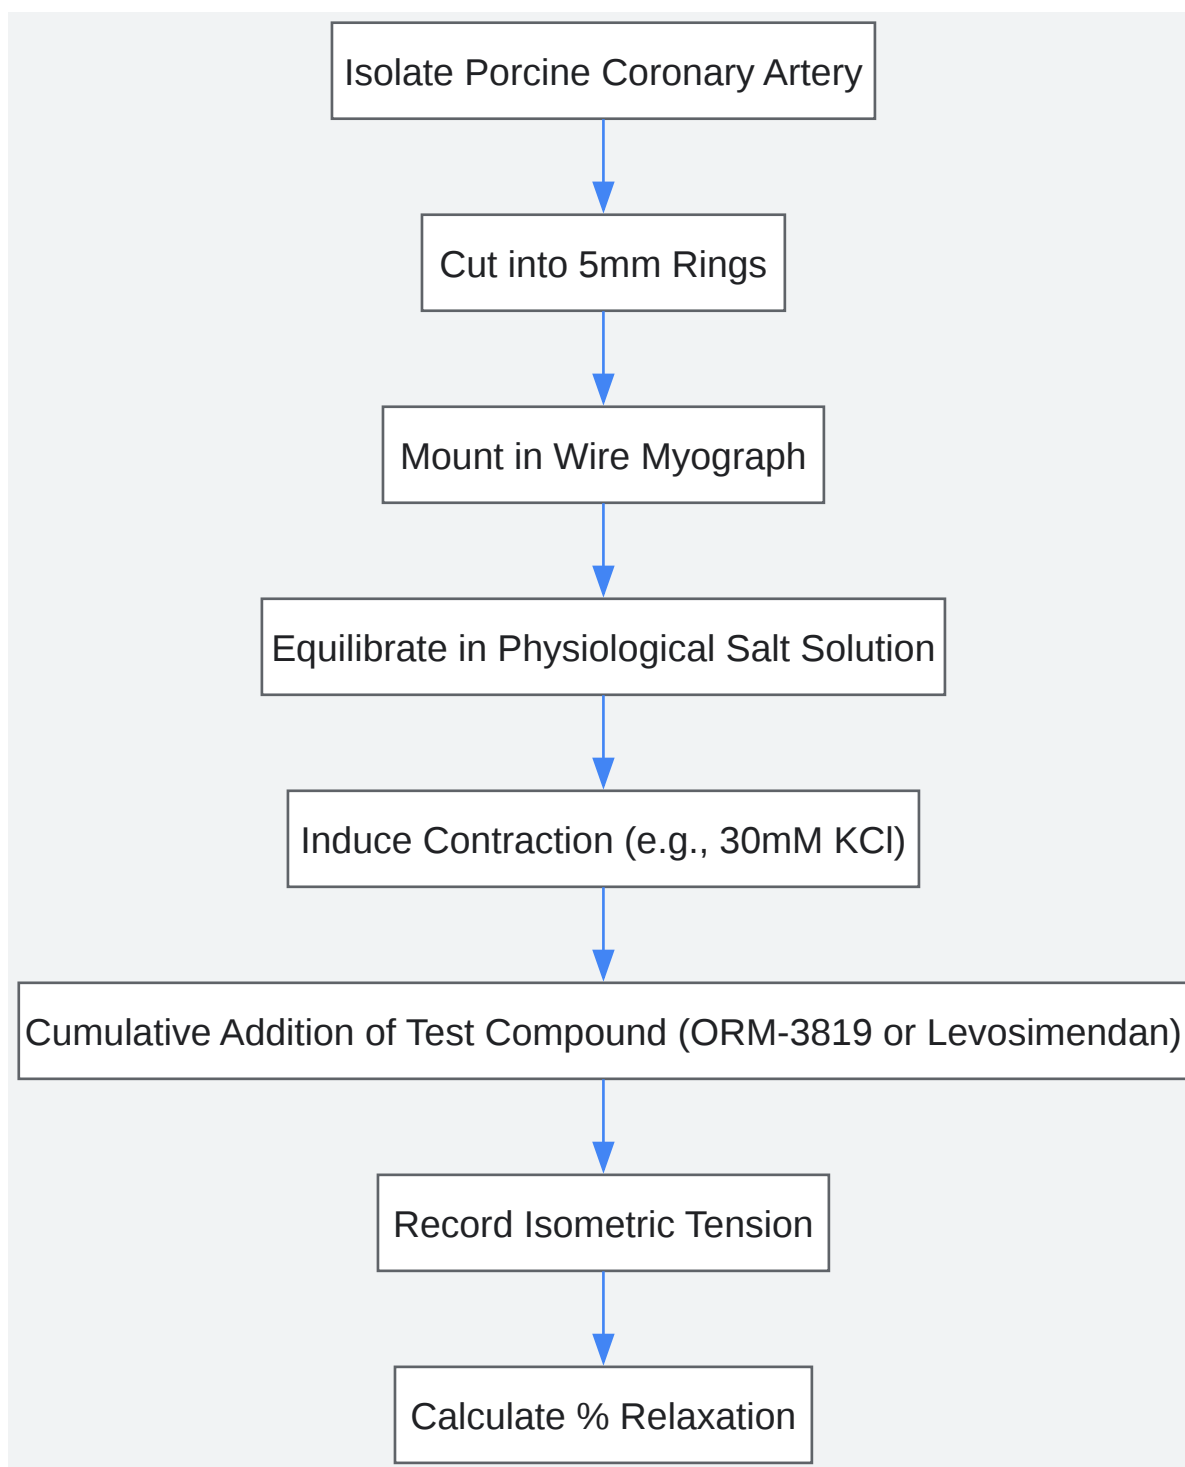 Isolate Porcine Coronary Artery
Cut into 5mm Rings
Mount in Wire Myograph
Equilibrate in Physiological Salt Solution
Induce Contraction (e.g., 30mM KCl)
Cumulative Addition of Test Compound (ORM-3819 or Levosimendan)
Record Isometric Tension
Calculate % Relaxation